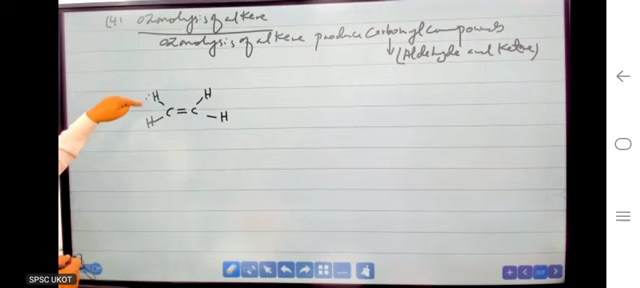 (4) ozonolysis of alkene
ozonolysis of alkene produce Carbonyl compounds
(Aldehyde and Ketone)
H H
C = C
H H
SPSC UKOT